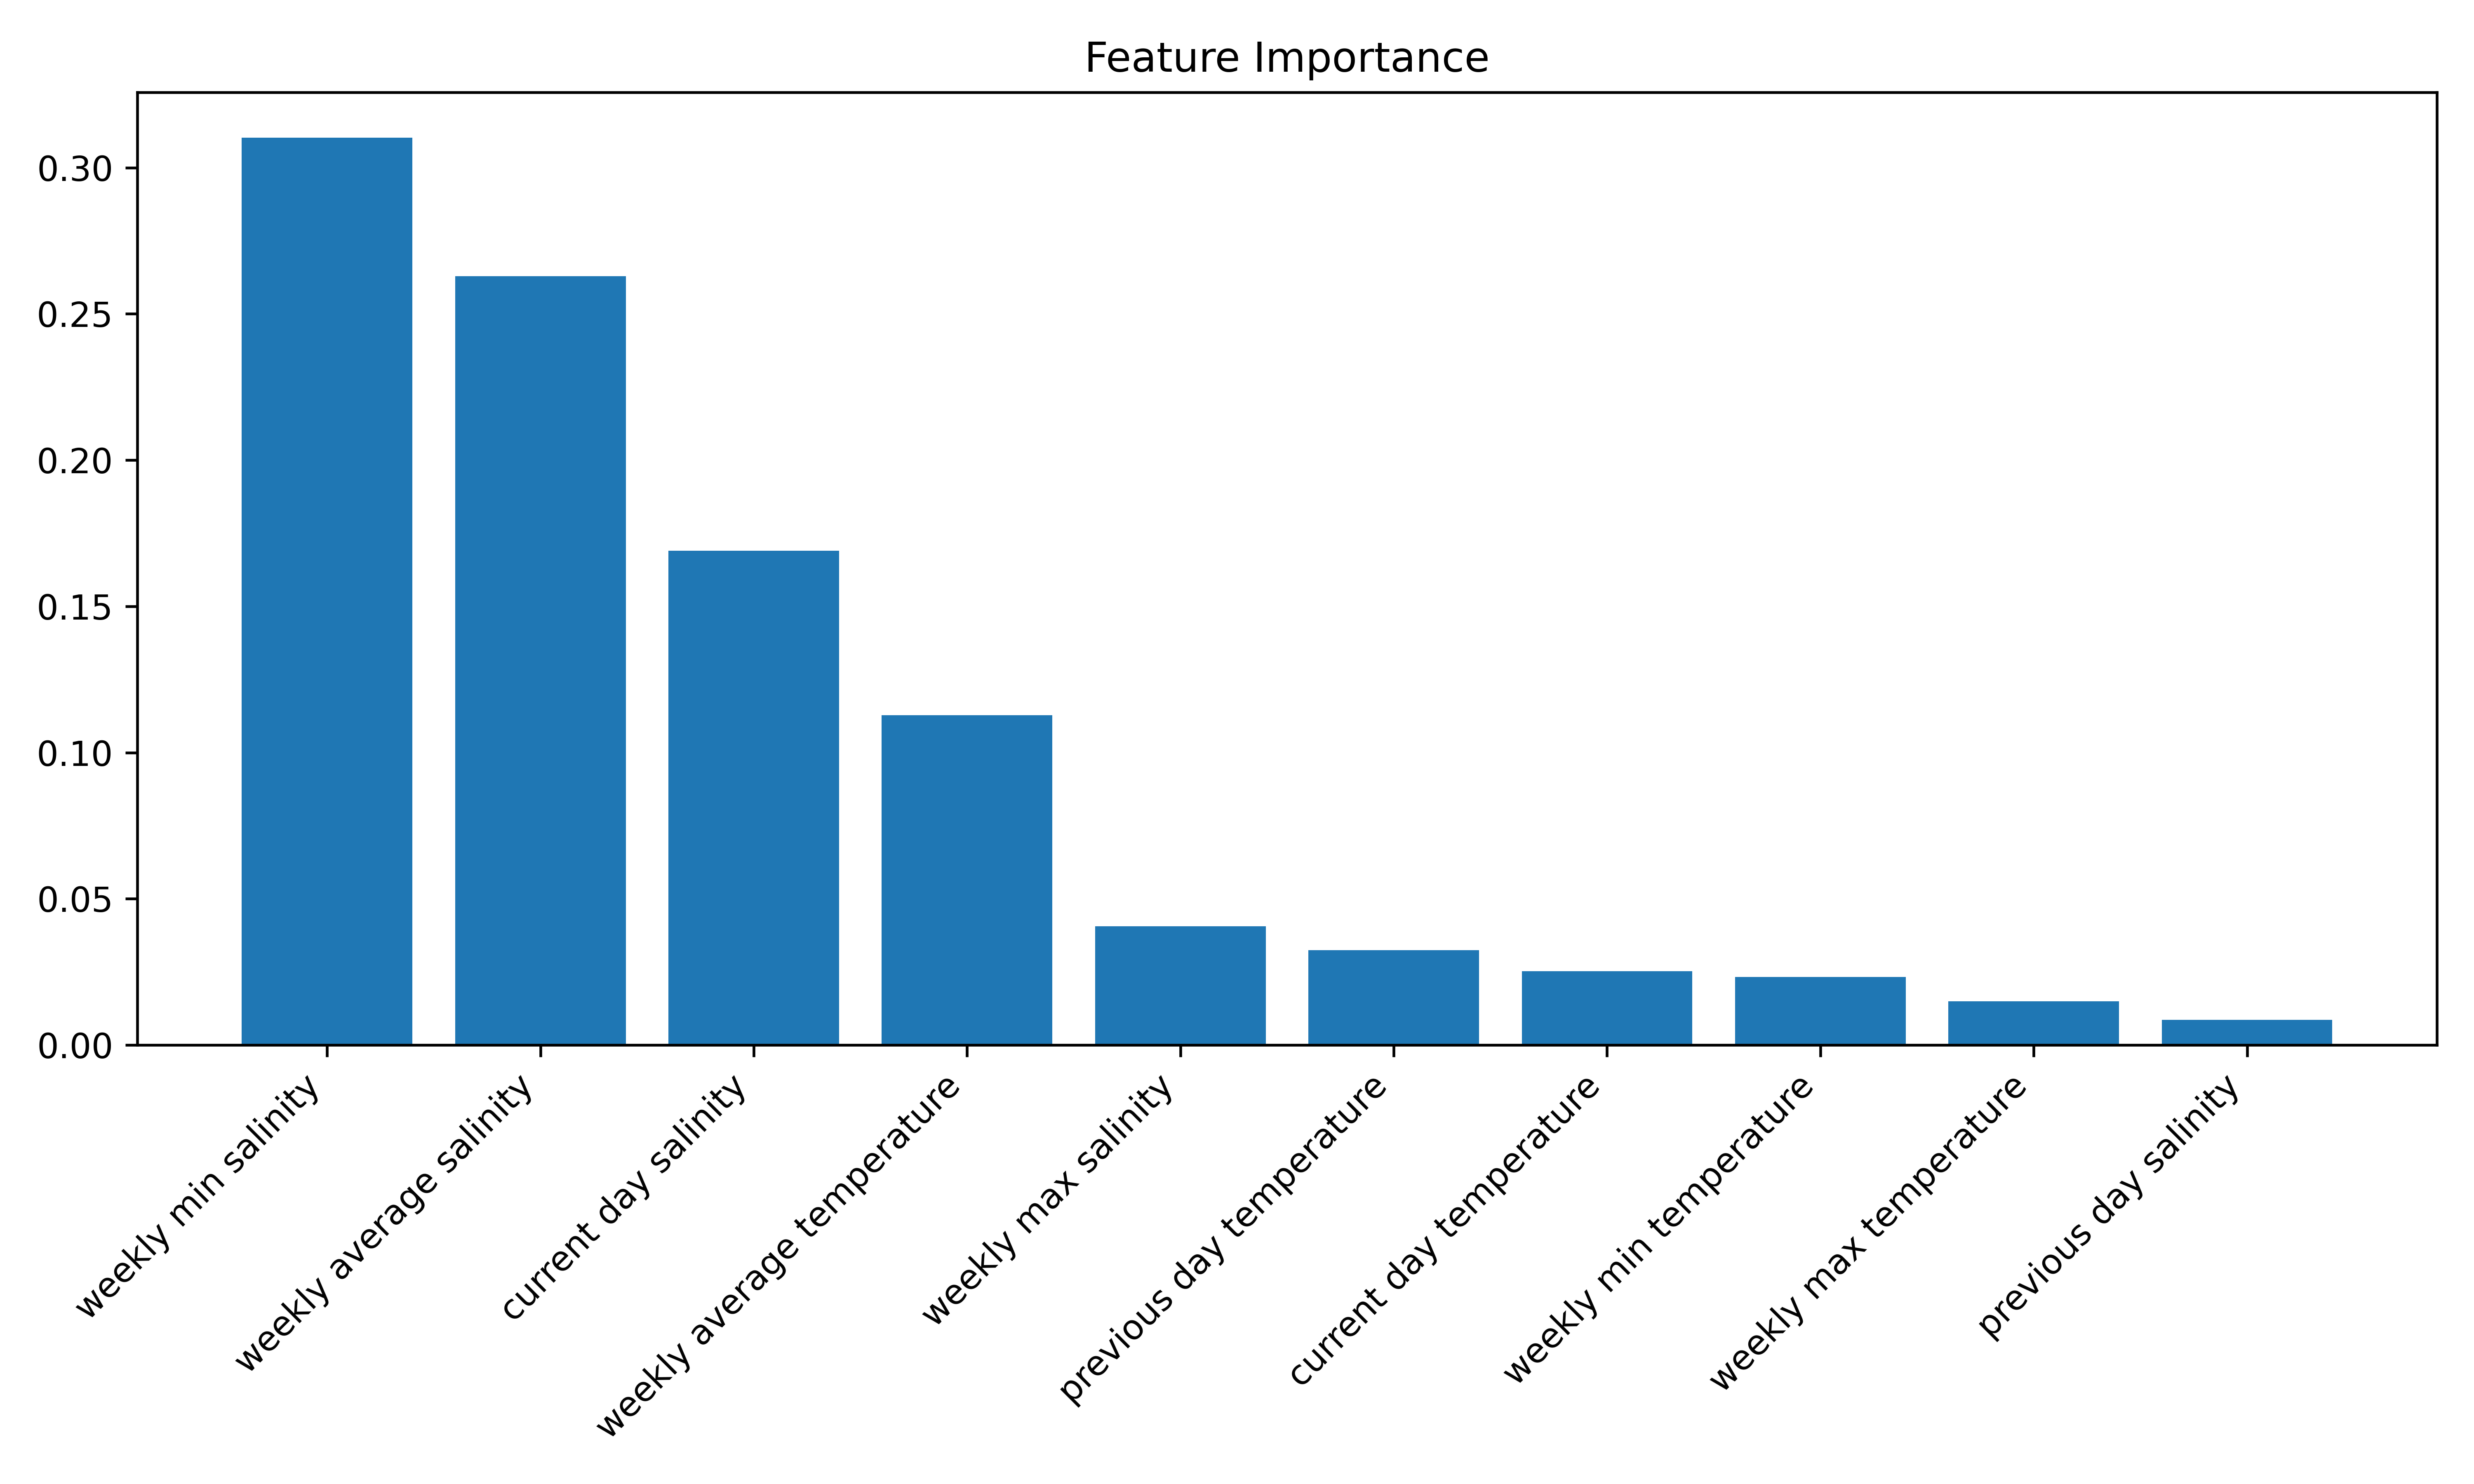 Feature Importance
0.30
0.25
0.20
0.15
0.10
0.05
0.00
weekly min salinity
weekly average salinity
current day salinity
weekly average temperature
weekly max salinity
previous day temperature
current day temperature
weekly min temperature
weekly max temperature
previous day salinity